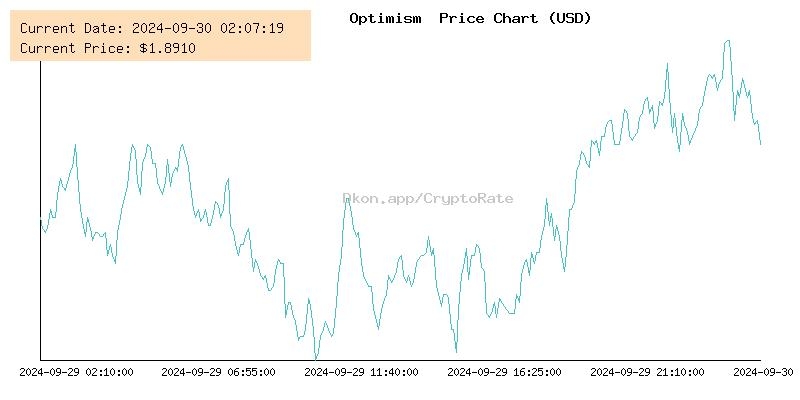 Optimism Price Chart (USD)
Current Date: 2024-09-30 02:07:19
Current Price: $1.8910
Dkon.app/CryptoRate
2024-09-29 02:10:00 2024-09-29 06:55:00 2024-09-29 11:40:00 2024-09-29 16:25:00 2024-09-29 21:10:00 2024-09-30